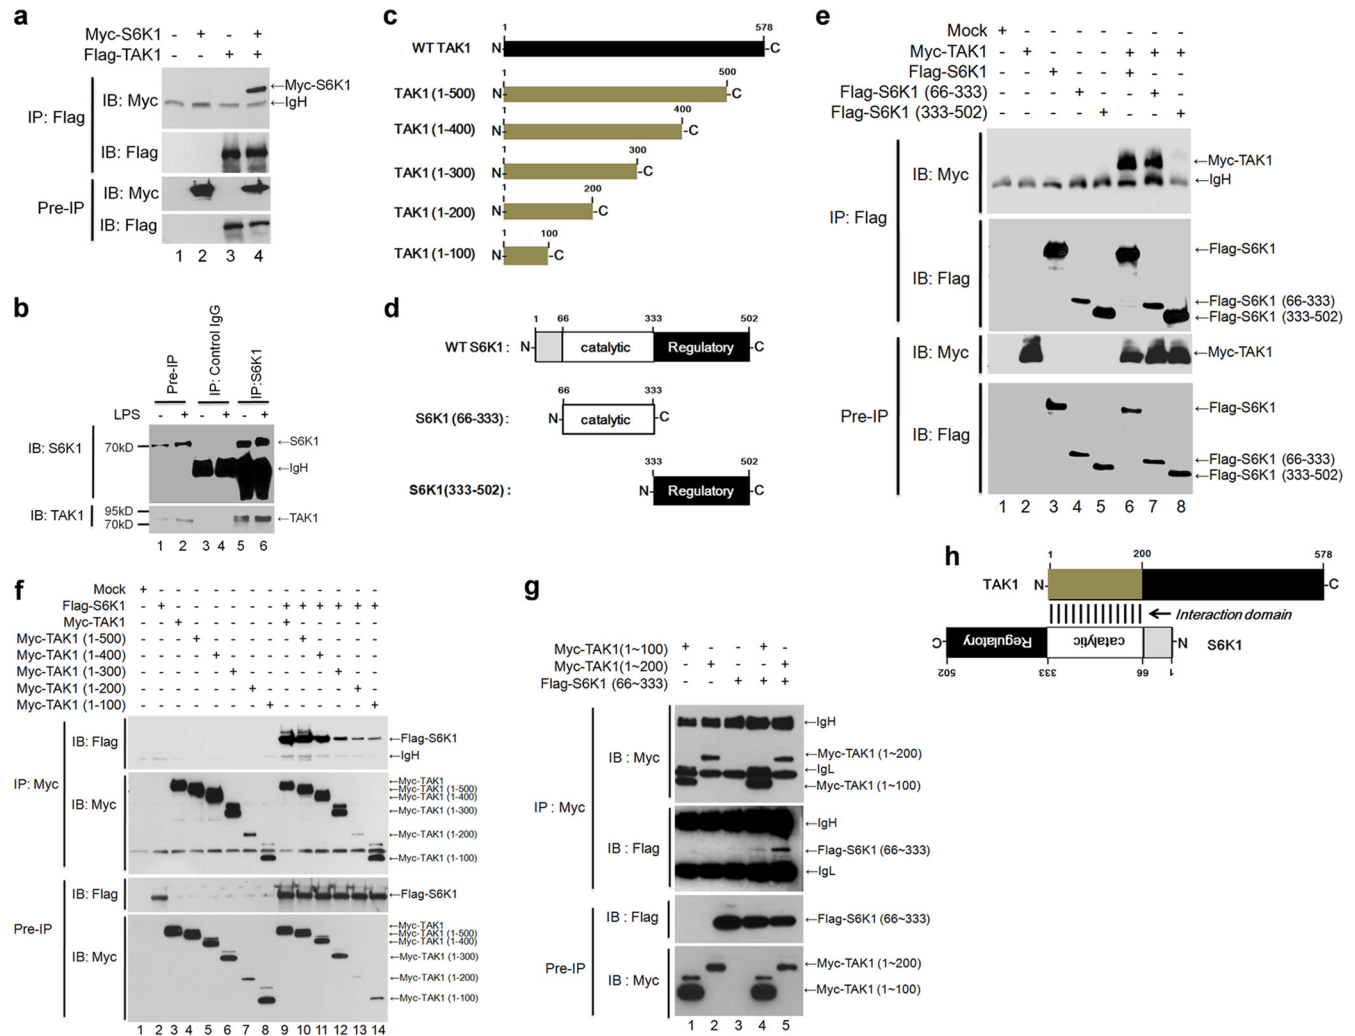 a
Myc-S6K1 - + - +
Flag-TAK1 - - + +
IP: Flag
IB: Myc
←Myc-S6K1
←IgH
IB: Flag
Pre-IP
IB: Myc
IB: Flag
1 2 3 4
b
Pre-IP
IP: Control IgG
IP:S6K1
LPS - + - + - +
IB: S6K1
70kD
←S6K1
←IgH
IB: TAK1
95kD
70kD
←TAK1
1 2 3 4 5 6
c
1 578
WT TAK1 N- -C
1 500
TAK1 (1-500) N- -C
1 400
TAK1 (1-400) N- -C
1 300
TAK1 (1-300) N- -C
1 200
TAK1 (1-200) N- -C
1 100
TAK1 (1-100) N- -C
d
1 66 333 502
WT S6K1 : N- catalytic Regulatory -C
66 333
S6K1 (66-333) : N- catalytic -C
333 502
S6K1(333-502) : N- Regulatory -C
e
Mock + - - - - - - -
Myc-TAK1 - + - - - + + +
Flag-S6K1 - - + - - + - -
Flag-S6K1 (66-333) - - - + - - + -
Flag-S6K1 (333-502) - - - - + - - +
IP: Flag
IB: Myc
←Myc-TAK1
←IgH
IB: Flag
←Flag-S6K1
←Flag-S6K1 (66-333)
←Flag-S6K1 (333-502)
Pre-IP
IB: Myc
←Myc-TAK1
IB: Flag
←Flag-S6K1
←Flag-S6K1 (66-333)
←Flag-S6K1 (333-502)
1 2 3 4 5 6 7 8
f
Mock + - - - - - - - - - - - - -
Flag-S6K1 - + - - - - - - + + + + + +
Myc-TAK1 - - + - - - - - + - - - - -
Myc-TAK1 (1-500) - - - + - - - - - + - - - -
Myc-TAK1 (1-400) - - - - + - - - - - + - - -
Myc-TAK1 (1-300) - - - - - + - - - - - + - -
Myc-TAK1 (1-200) - - - - - - + - - - - - + -
Myc-TAK1 (1-100) - - - - - - - + - - - - - +
IP: Myc
IB: Flag
←Flag-S6K1
←IgH
IB: Myc
←Myc-TAK1
←Myc-TAK1 (1-500)
←Myc-TAK1 (1-400)
←Myc-TAK1 (1-300)
←Myc-TAK1 (1-200)
←Myc-TAK1 (1-100)
Pre-IP
IB: Flag
←Flag-S6K1
IB: Myc
←Myc-TAK1
←Myc-TAK1 (1-500)
←Myc-TAK1 (1-400)
←Myc-TAK1 (1-300)
←Myc-TAK1 (1-200)
←Myc-TAK1 (1-100)
1 2 3 4 5 6 7 8 9 10 11 12 13 14
g
Myc-TAK1(1~100) + - - + -
Myc-TAK1(1~200) - + - - +
Flag-S6K1 (66~333) - - + + +
IP : Myc
IB : Myc
←IgH
←Myc-TAK1 (1~200)
←IgL
←Myc-TAK1 (1~100)
IB : Flag
←IgH
←Flag-S6K1 (66~333)
←IgL
Pre-IP
IB : Flag
←Flag-S6K1 (66~333)
IB : Myc
←Myc-TAK1 (1~200)
←Myc-TAK1 (1~100)
1 2 3 4 5
h
1 200 578
TAK1 N- -C
← Interaction domain
C- Regulatory catalytic -N S6K1
502 333 66 1